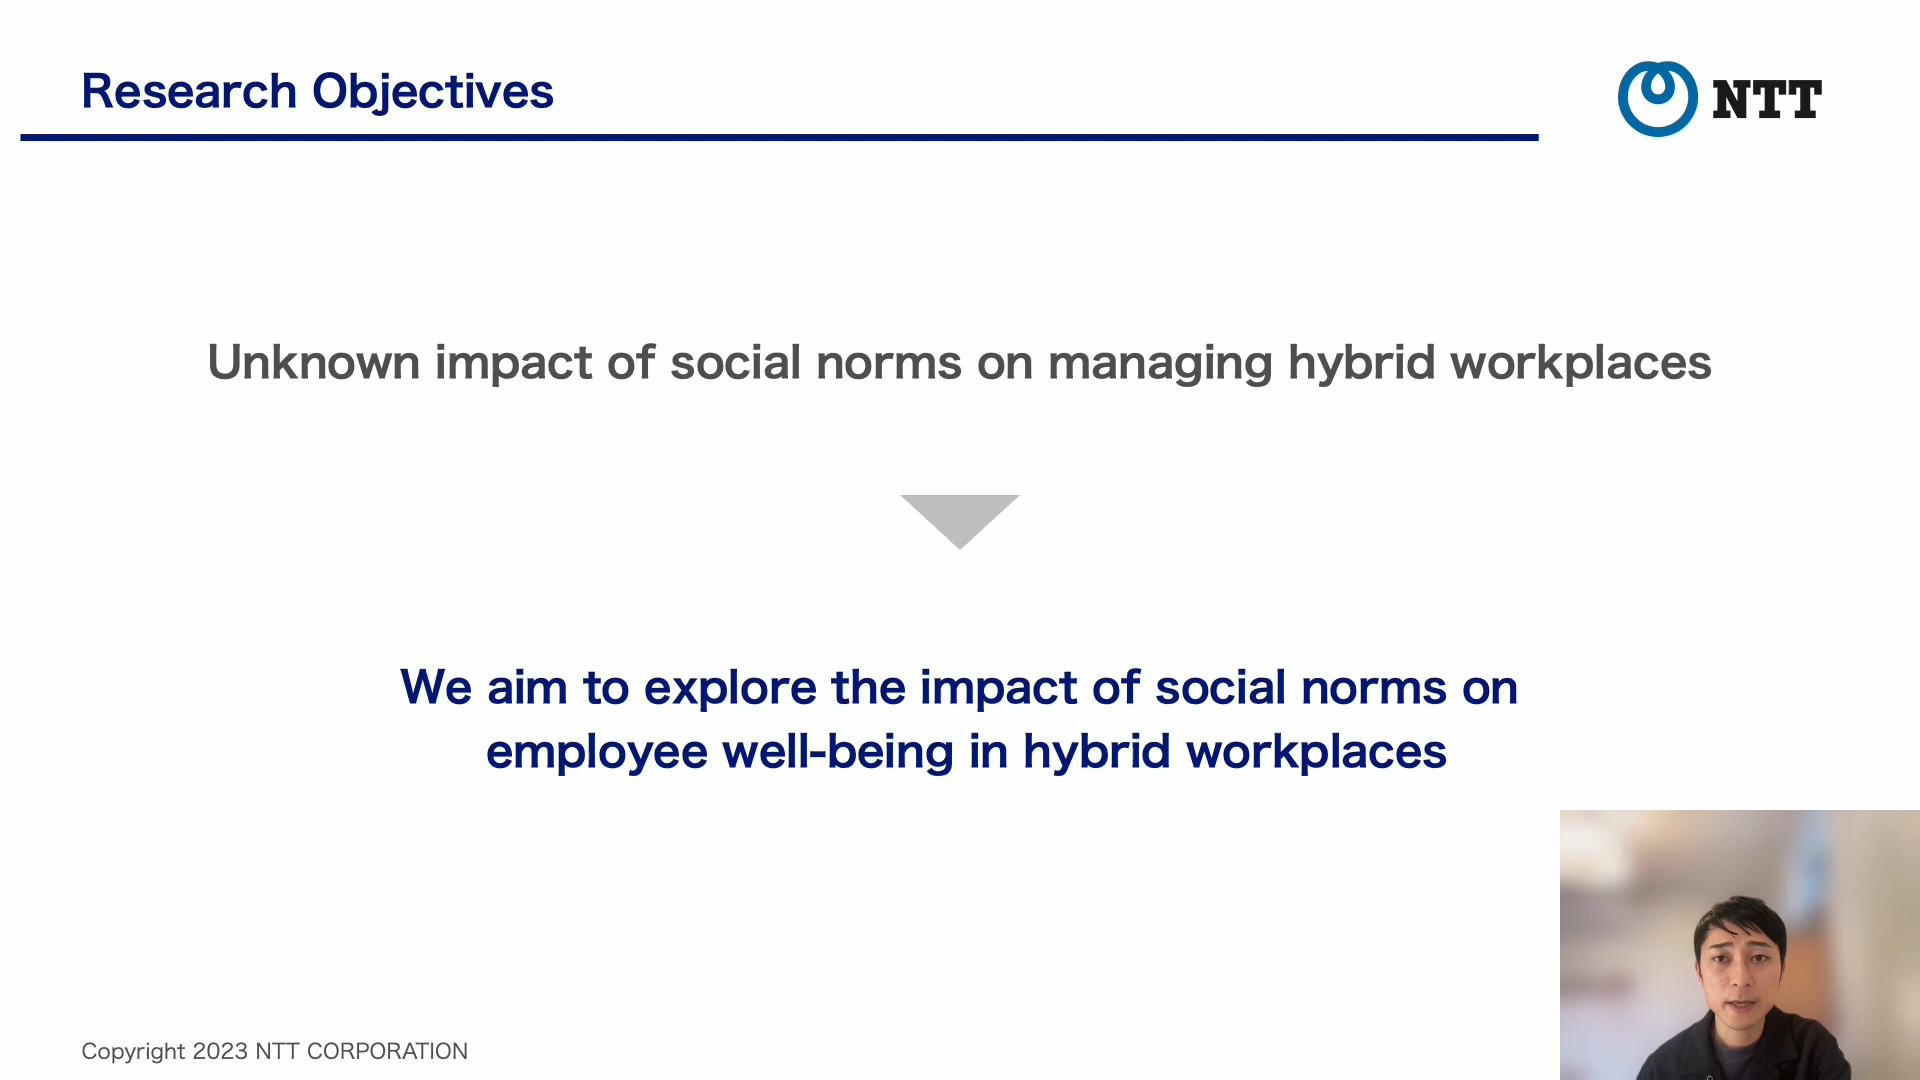 Research Objectives
NTT
Unknown impact of social norms on managing hybrid workplaces
We aim to explore the impact of social norms on
employee well-being in hybrid workplaces
Copyright 2023 NTT CORPORATION